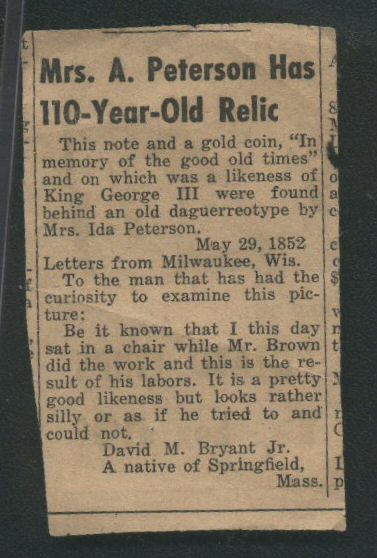 Mrs. A. Peterson Has
110-Year-Old Relic
This note and a gold coin, "In
memory of the good old times"
and on which was a likeness of
King George III were found
behind an old daguerreotype by
Mrs. Ida Peterson.
May 29, 1852
Letters from Milwaukee, Wis.
To the man that has had the
curiosity to examine this pic-
ture:
Be it known that I this day
sat in a chair while Mr. Brown
did the work and this is the re-
sult of his labors. It is a pretty
good likeness but looks rather
silly or as if he tried to and
could not.
David M. Bryant Jr.
A native of Springfield,
Mass.